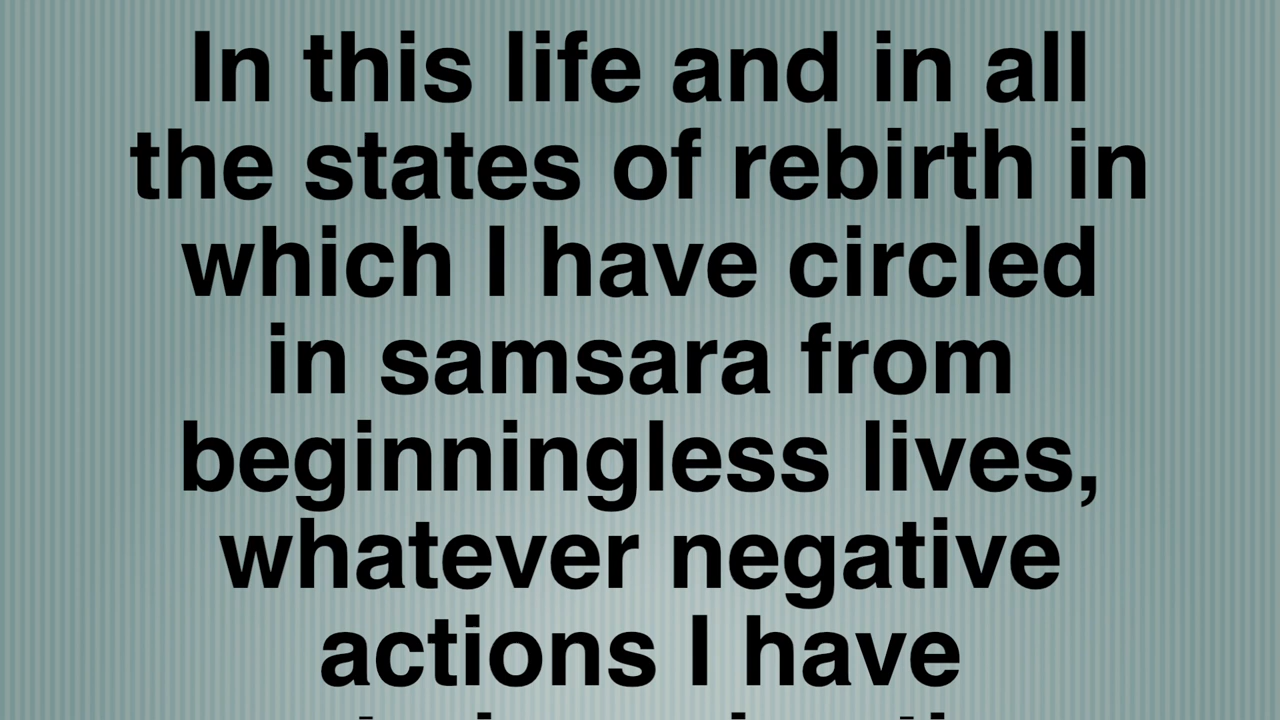 In this life and in all
the states of rebirth in
which I have circled
in samsara from
beginningless lives,
whatever negative
actions I have